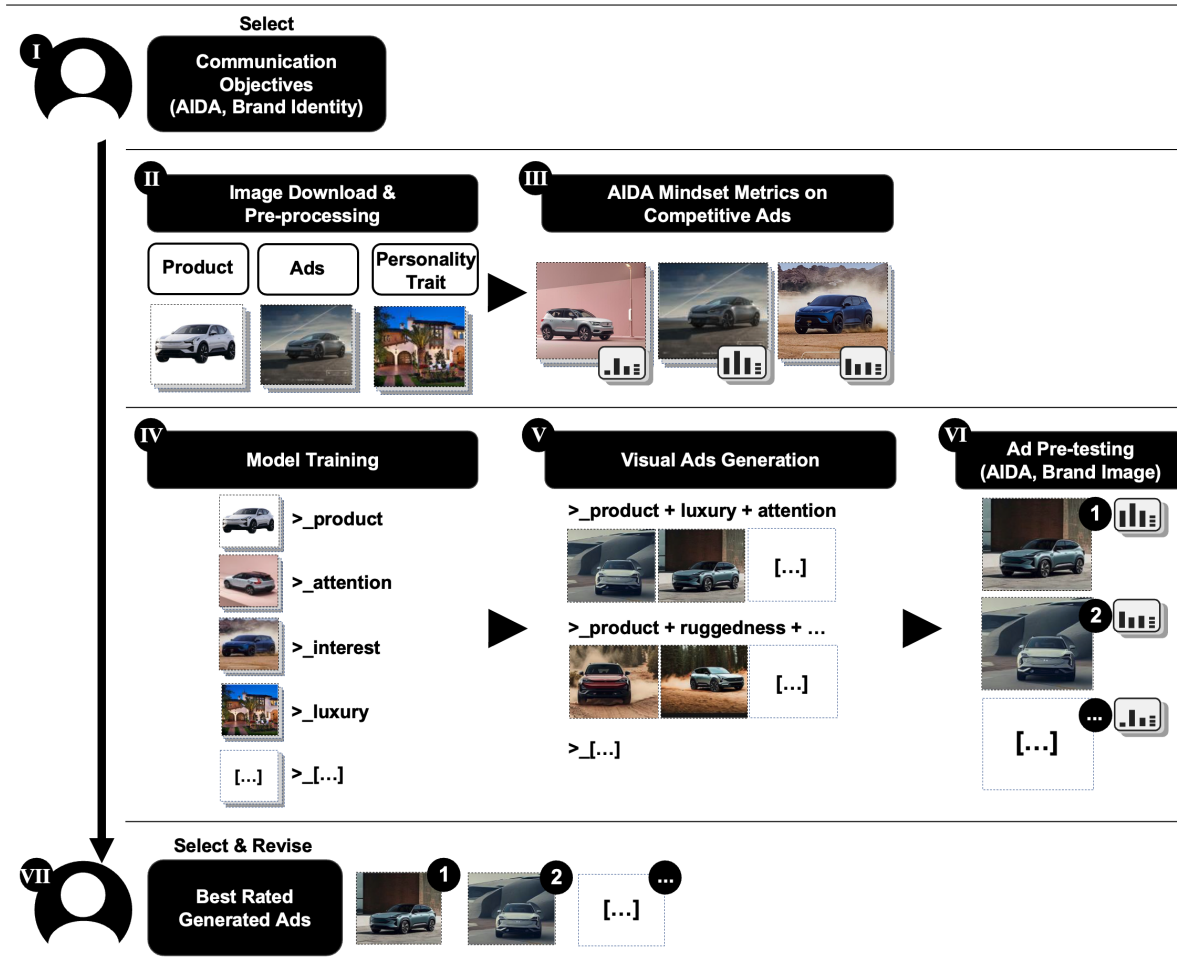 Select
I
Communication
Objectives
(AIDA, Brand Identity)
II
Image Download &
Pre-processing
III
AIDA Mindset Metrics on
Competitive Ads
Product
Ads
Personality
Trait
IV
Model Training
V
Visual Ads Generation
VI
Ad Pre-testing
(AIDA, Brand Image)
>_product
>_attention
>_interest
>_luxury
[...]
>_[...]
>_product + luxury + attention
[...]
>_product + ruggedness + ...
[...]
>_[...]
1
2
...
[...]
Select & Revise
VII
Best Rated
Generated Ads
1
2
...
[...]